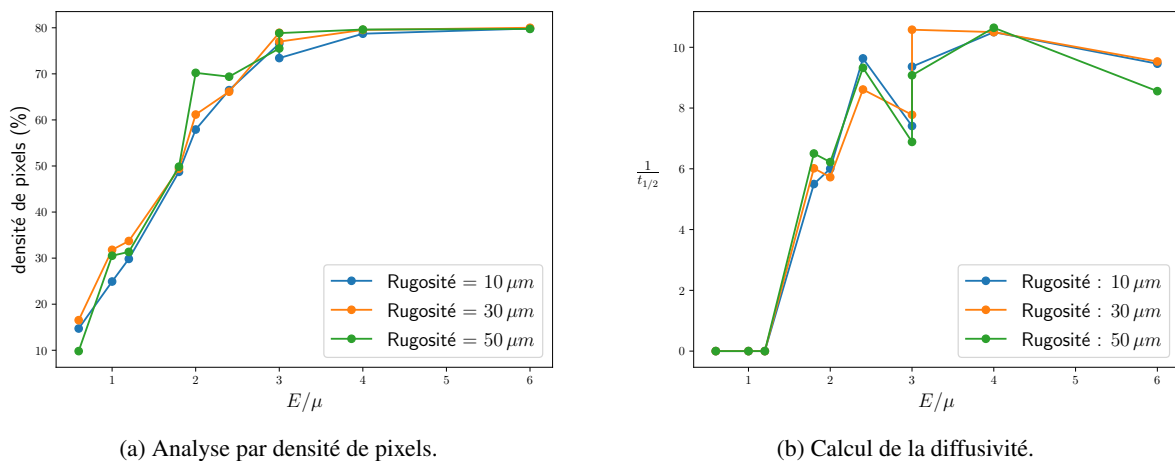 80
70
60
50
40
30
20
10
densité de pixels (%)
Rugosité = 10 μm
Rugosité = 30 μm
Rugosité = 50 μm
1 2 3 4 5 6
E/μ
(a) Analyse par densité de pixels.
10
8
6
4
2
0
1/t_{1/2}
Rugosité : 10 μm
Rugosité : 30 μm
Rugosité : 50 μm
1 2 3 4 5 6
E/μ
(b) Calcul de la diffusivité.